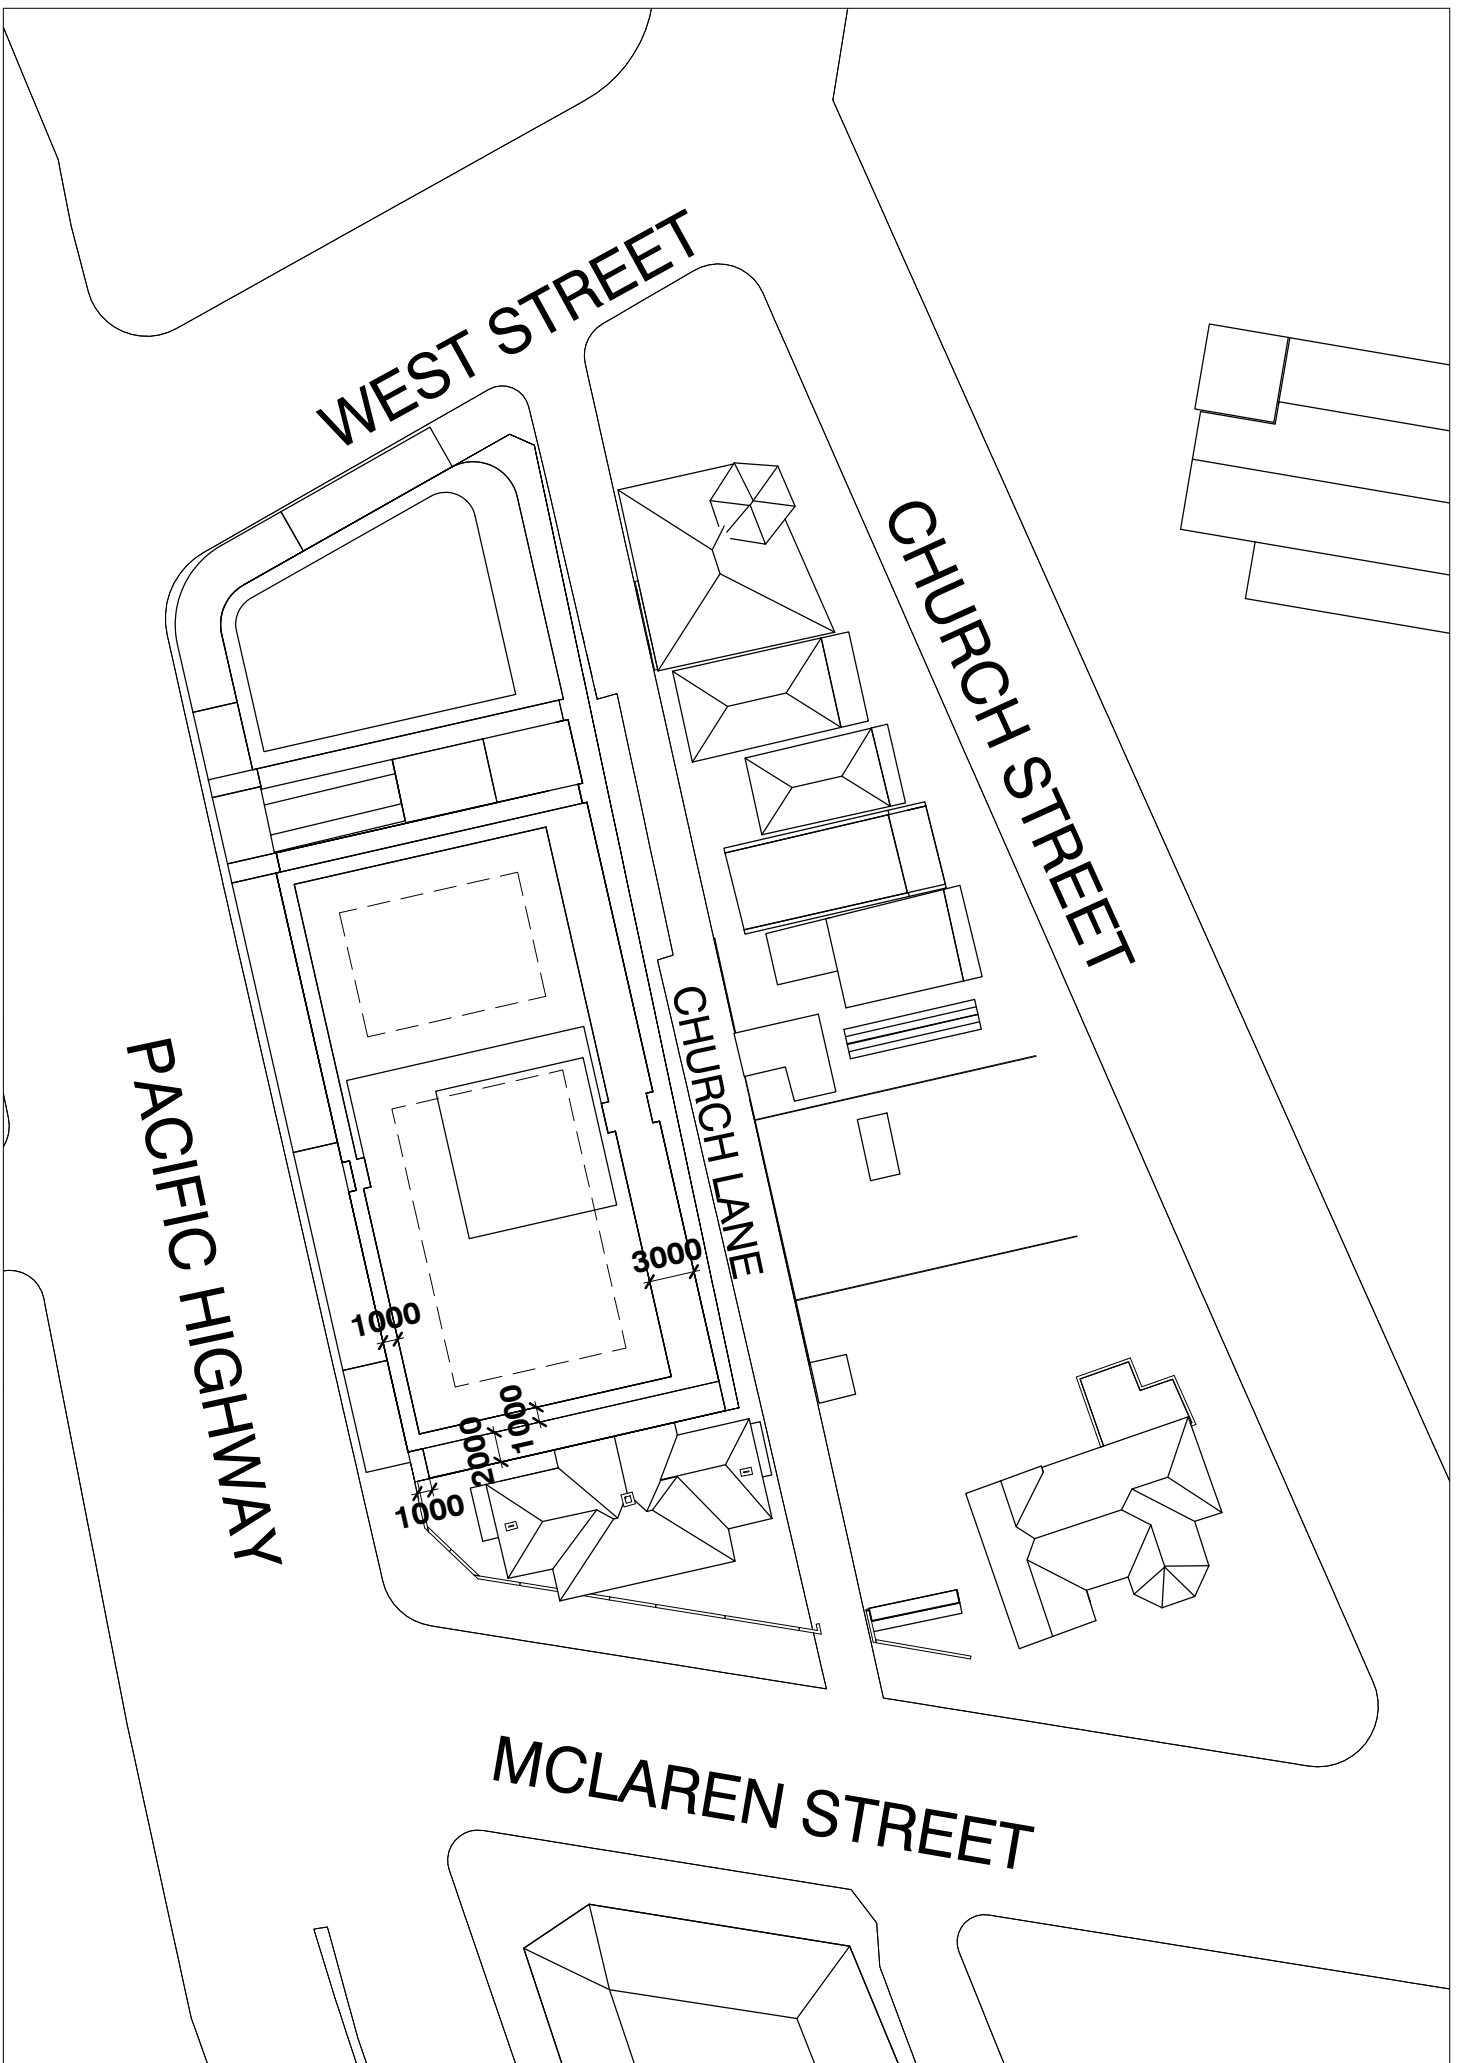 WEST STREET
CHURCH STREET
CHURCH LANE
PACIFIC HIGHWAY
3000
1000
1000
2000
1000
MCLAREN STREET